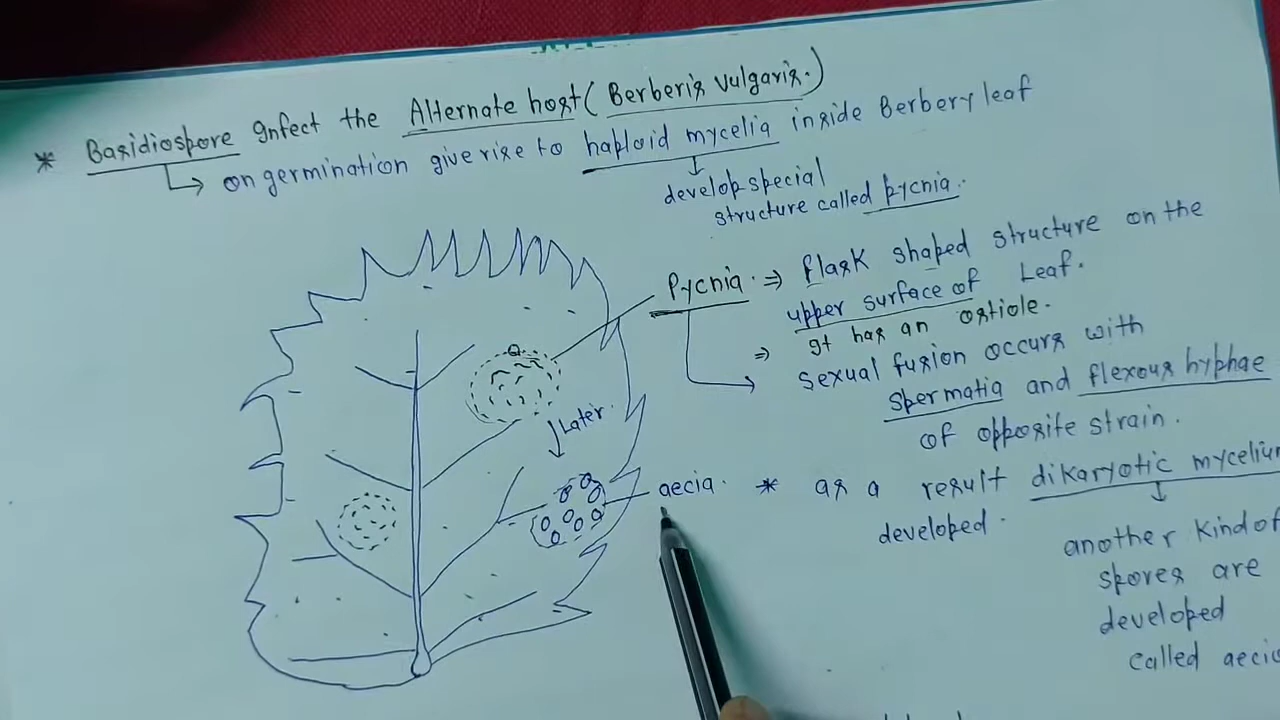 * Basidiospore Infect the Alternate host (Berberis vulgaris.)
↳ on germination give rise to haploid mycelia inside Berbery leaf
develop special
structure called pycnia.
Pycnia. ⇒ flask shaped structure on the
upper surface of Leaf.
⇒ It has an ostiole.
sexual fusion occurs with
spermatia and flexous hyphae
of opposite strain.
Later.
aecia. * as a result dikaryotic mycelium
developed.
another kind of
spores are
developed
called aecio